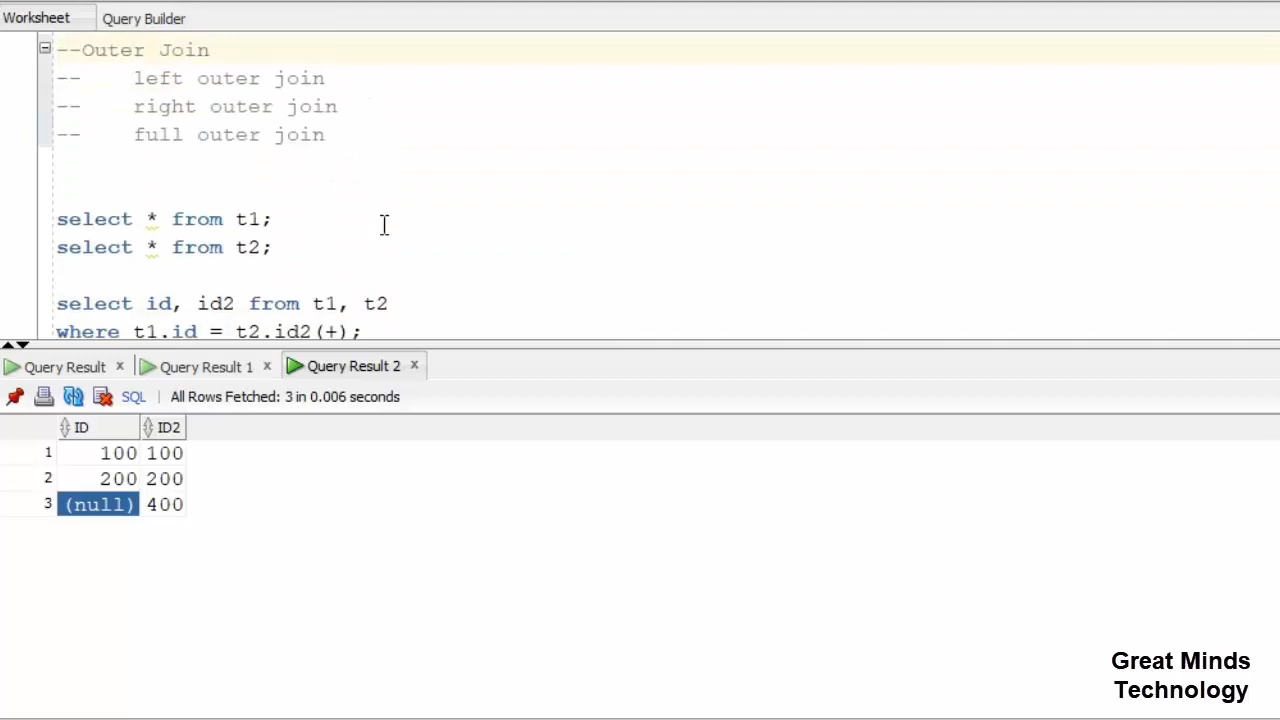 Worksheet Query Builder
--Outer Join
-- left outer join
-- right outer join
-- full outer join
select * from t1;
select * from t2;
select id, id2 from t1, t2
where t1.id = t2.id2(+);
Query Result x Query Result 1 x Query Result 2 x
SQL | All Rows Fetched: 3 in 0.006 seconds
ID ID2
1 100 100
2 200 200
3 (null) 400
Great Minds
Technology